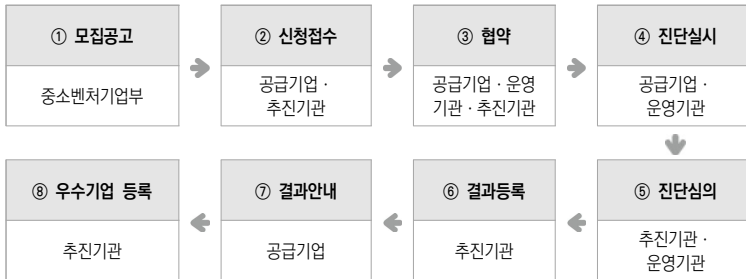 ① 모집공고
중소벤처기업부
② 신청접수
공급기업 ·
추진기관
③ 협약
공급기업 · 운영
기관 · 추진기관
④ 진단실시
공급기업 ·
운영기관
⑤ 진단심의
추진기관 ·
운영기관
⑥ 결과등록
추진기관
⑦ 결과안내
공급기업
⑧ 우수기업 등록
추진기관